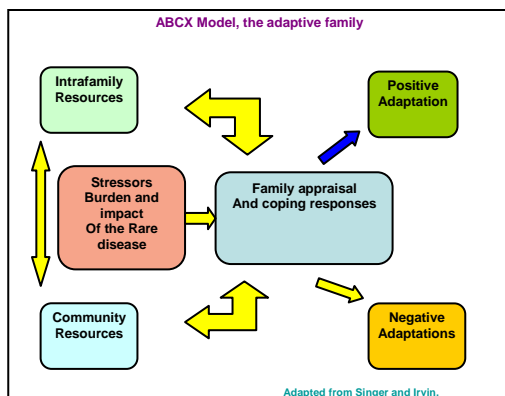 ABCX Model, the adaptive family
Intrafamily
Resources
Positive
Adaptation
Stressors
Burden and
impact
Of the Rare
disease
Family appraisal
And coping responses
Community
Resources
Negative
Adaptations
Adapted from Singer and Irvin.